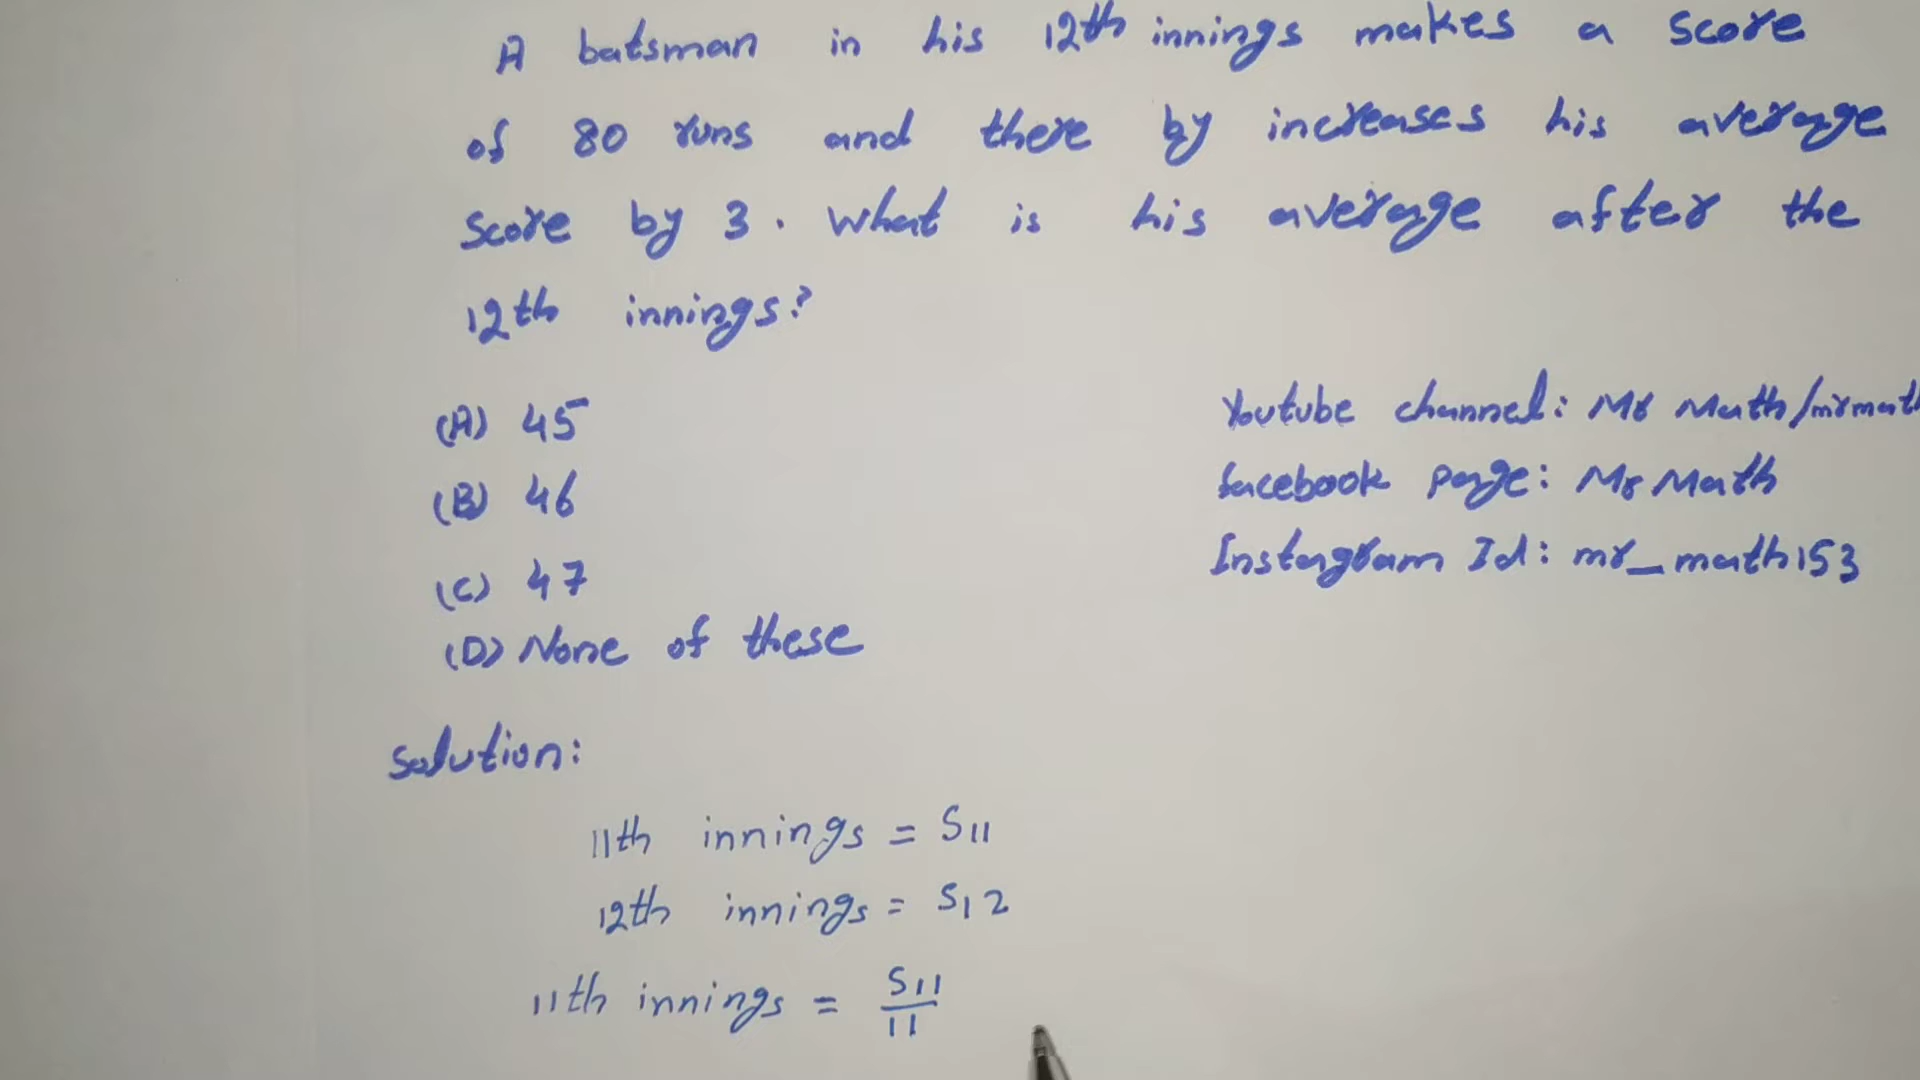 A batsman in his 12th innings makes a score
of 80 runs and there by increases his average
score by 3. What is his average after the
12th innings?
(A) 45
(B) 46
(C) 47
(D) None of these
Youtube channel: Mr Math/mrmath
facebook page: Mr Math
Instagram Id: mr_math153
Solution:
11th innings = S11
12th innings = S12
11th innings = S11/11